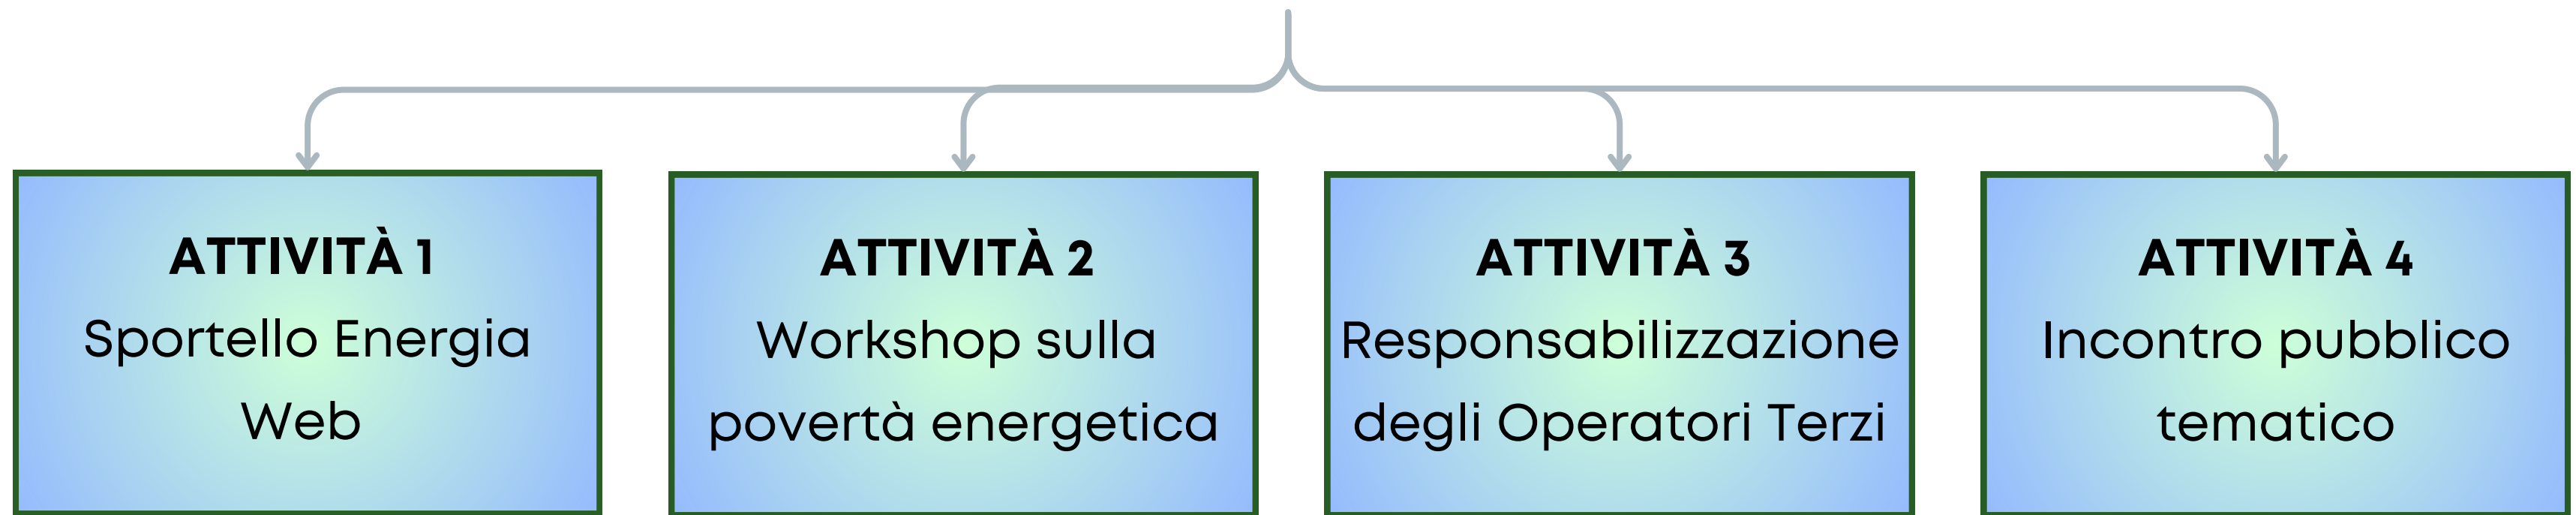 ATTIVITÀ 1
Sportello Energia
Web
ATTIVITÀ 2
Workshop sulla
povertà energetica
ATTIVITÀ 3
Responsabilizzazione
degli Operatori Terzi
ATTIVITÀ 4
Incontro pubblico
tematico